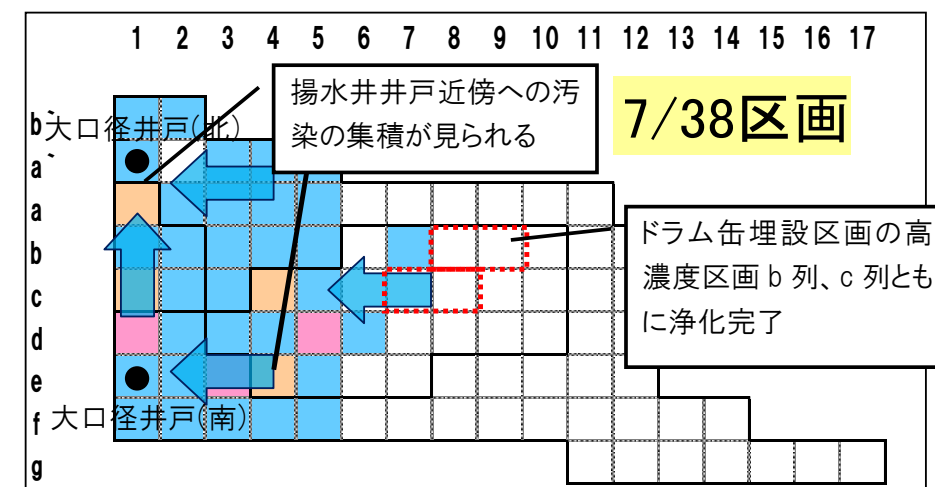 1 2 3 4 5 6 7 8 9 10 11 12 13 14 15 16 17
揚水井井戸近傍への汚
染の集積が見られる
7/38区画
b`
大口径井戸(北)
a`
a
ドラム缶埋設区画の高
濃度区画b列、c列とも
に浄化完了
b
c
d
e
大口径井戸(南)
f
g